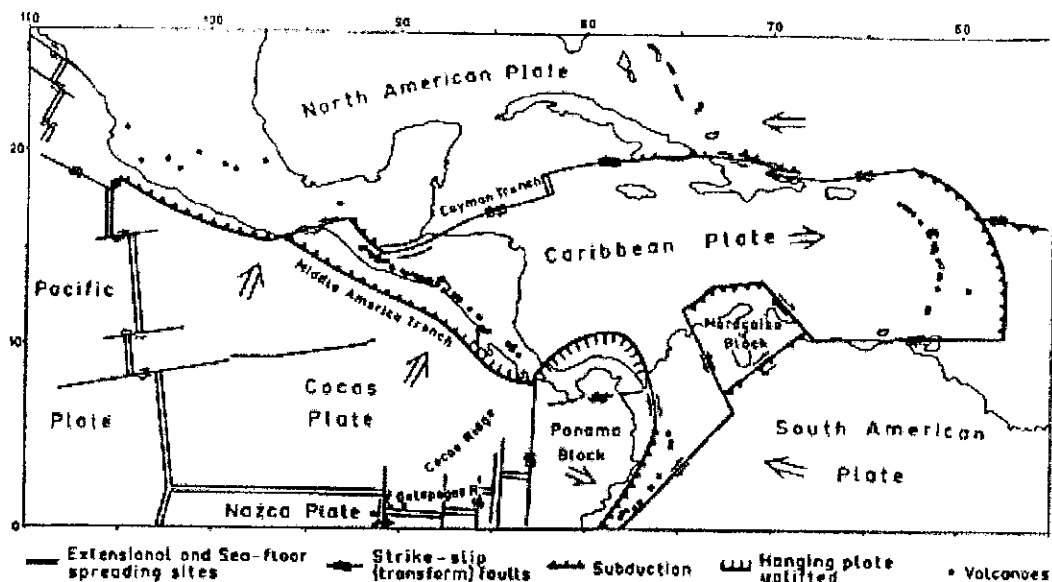 110 100 90 80 70 60
North American Plate
20
Cayman Trench
Caribbean Plate
Pacific
Middle America Trench
Maracaibo
Block
10
Cocos
Plate
Plate
Cocos Ridge
Panama
Block
South American
Plate
Galapagos R
Nazca Plate
0
Extensional and Sea-floor
spreading sites
Strike-slip
(transform) faults
Subduction
Hanging plate
uplifted
Volcanoes